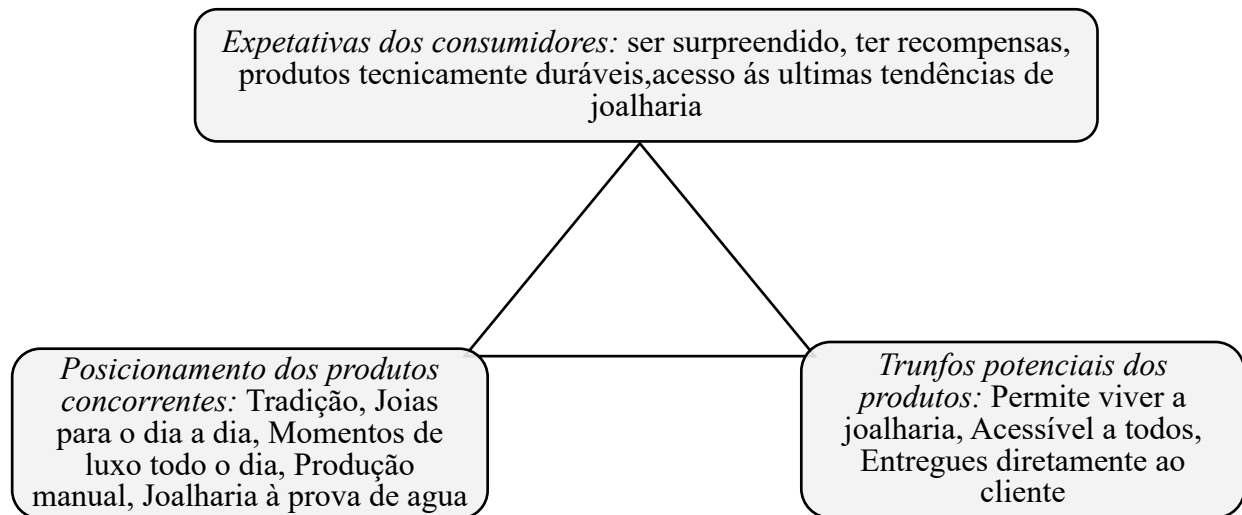 Expetativas dos consumidores: ser surpreendido, ter recompensas,
produtos tecnicamente duráveis,acesso ás ultimas tendências de
joalharia
Posicionamento dos produtos
concorrentes: Tradição, Joias
para o dia a dia, Momentos de
luxo todo o dia, Produção
manual, Joalharia à prova de agua
Trunfos potenciais dos
produtos: Permite viver a
joalharia, Acessível a todos,
Entregues diretamente ao
cliente